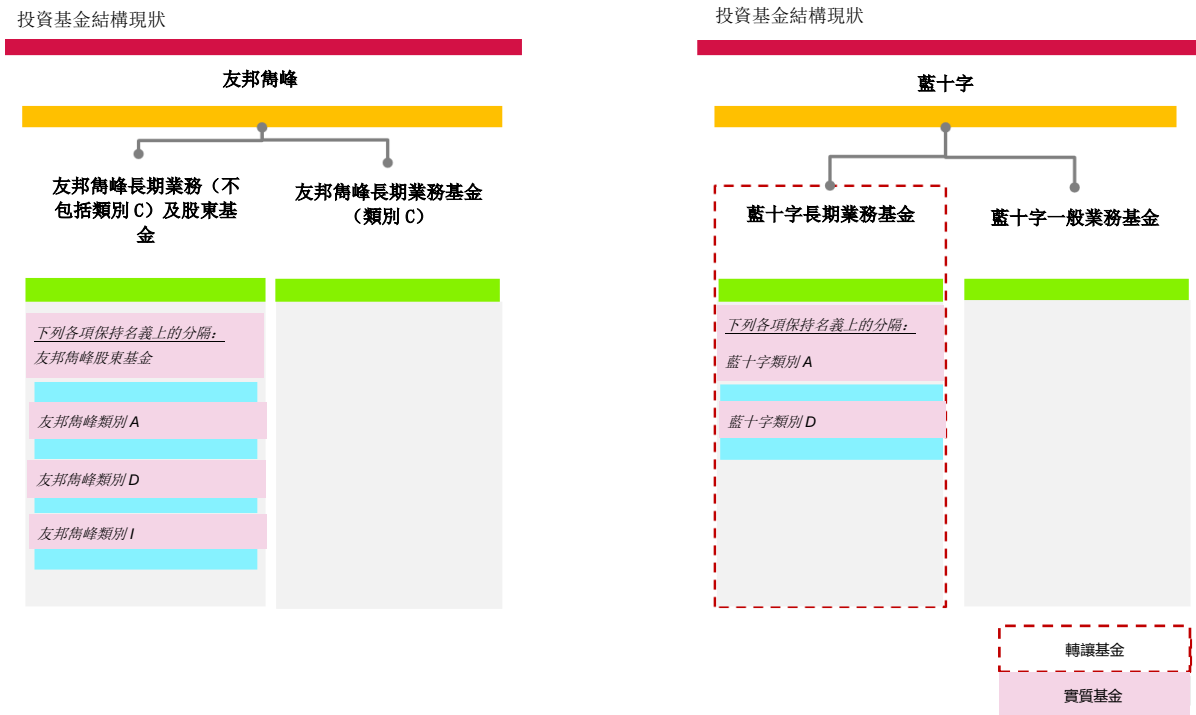 投資基金結構現狀
友邦雋峰
友邦雋峰長期業務（不
包括類別 C）及股東基
金
友邦雋峰長期業務基金
（類別 C）
下列各項保持名義上的分隔：
友邦雋峰股東基金
友邦雋峰類別 A
友邦雋峰類別 D
友邦雋峰類別 I
投資基金結構現狀
藍十字
藍十字長期業務基金
藍十字一般業務基金
下列各項保持名義上的分隔：
藍十字類別 A
藍十字類別 D
轉讓基金
實質基金